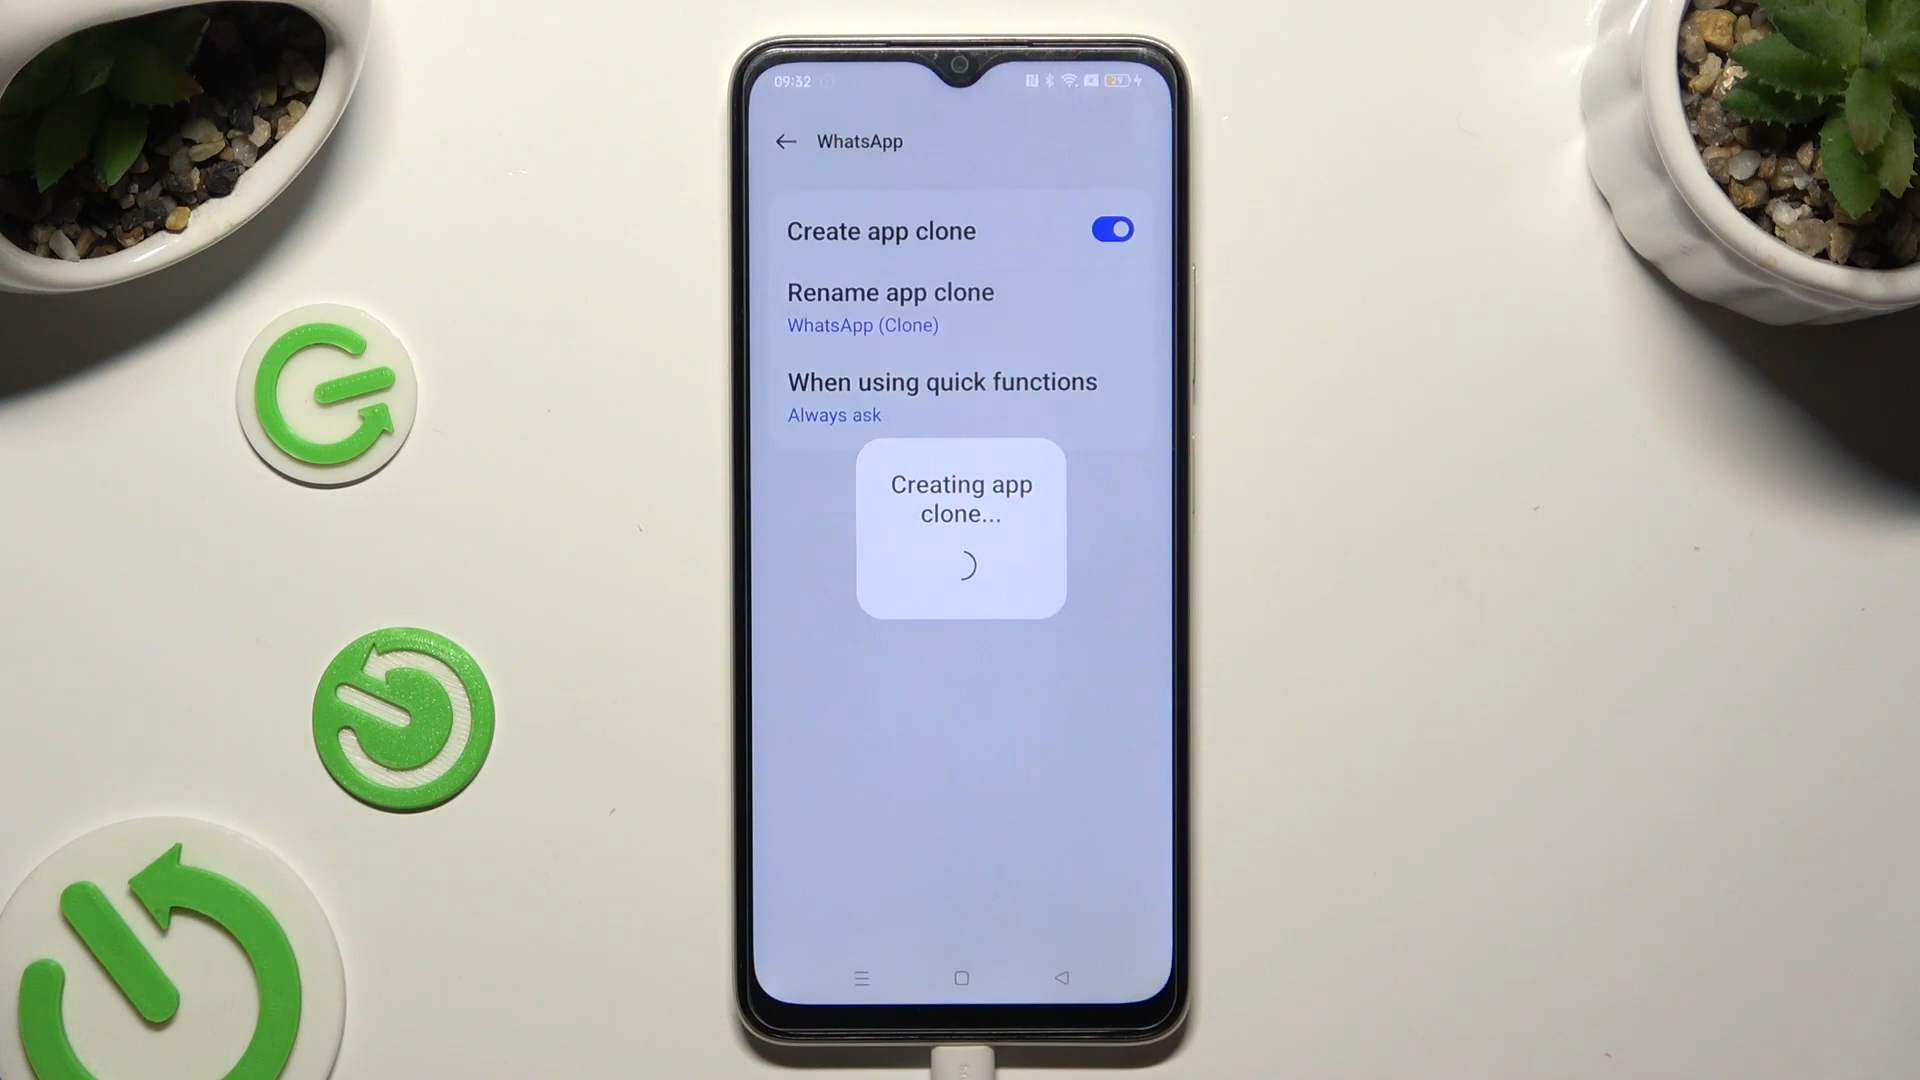 09:32
29
WhatsApp
Create app clone
Rename app clone
WhatsApp (Clone)
When using quick functions
Always ask
Creating app
clone...